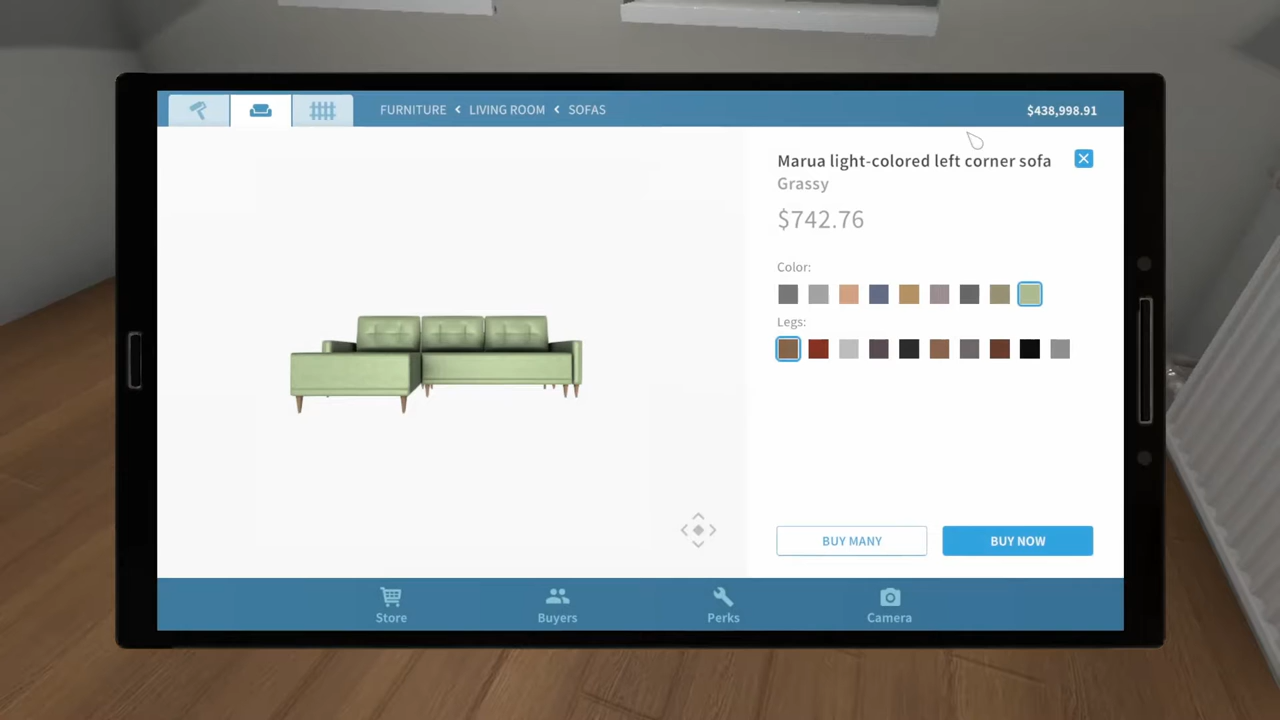 FURNITURE < LIVING ROOM < SOFAS
$438,998.91
Marua light-colored left corner sofa
Grassy
$742.76
Color:
Legs:
BUY MANY
BUY NOW
Store
Buyers
Perks
Camera